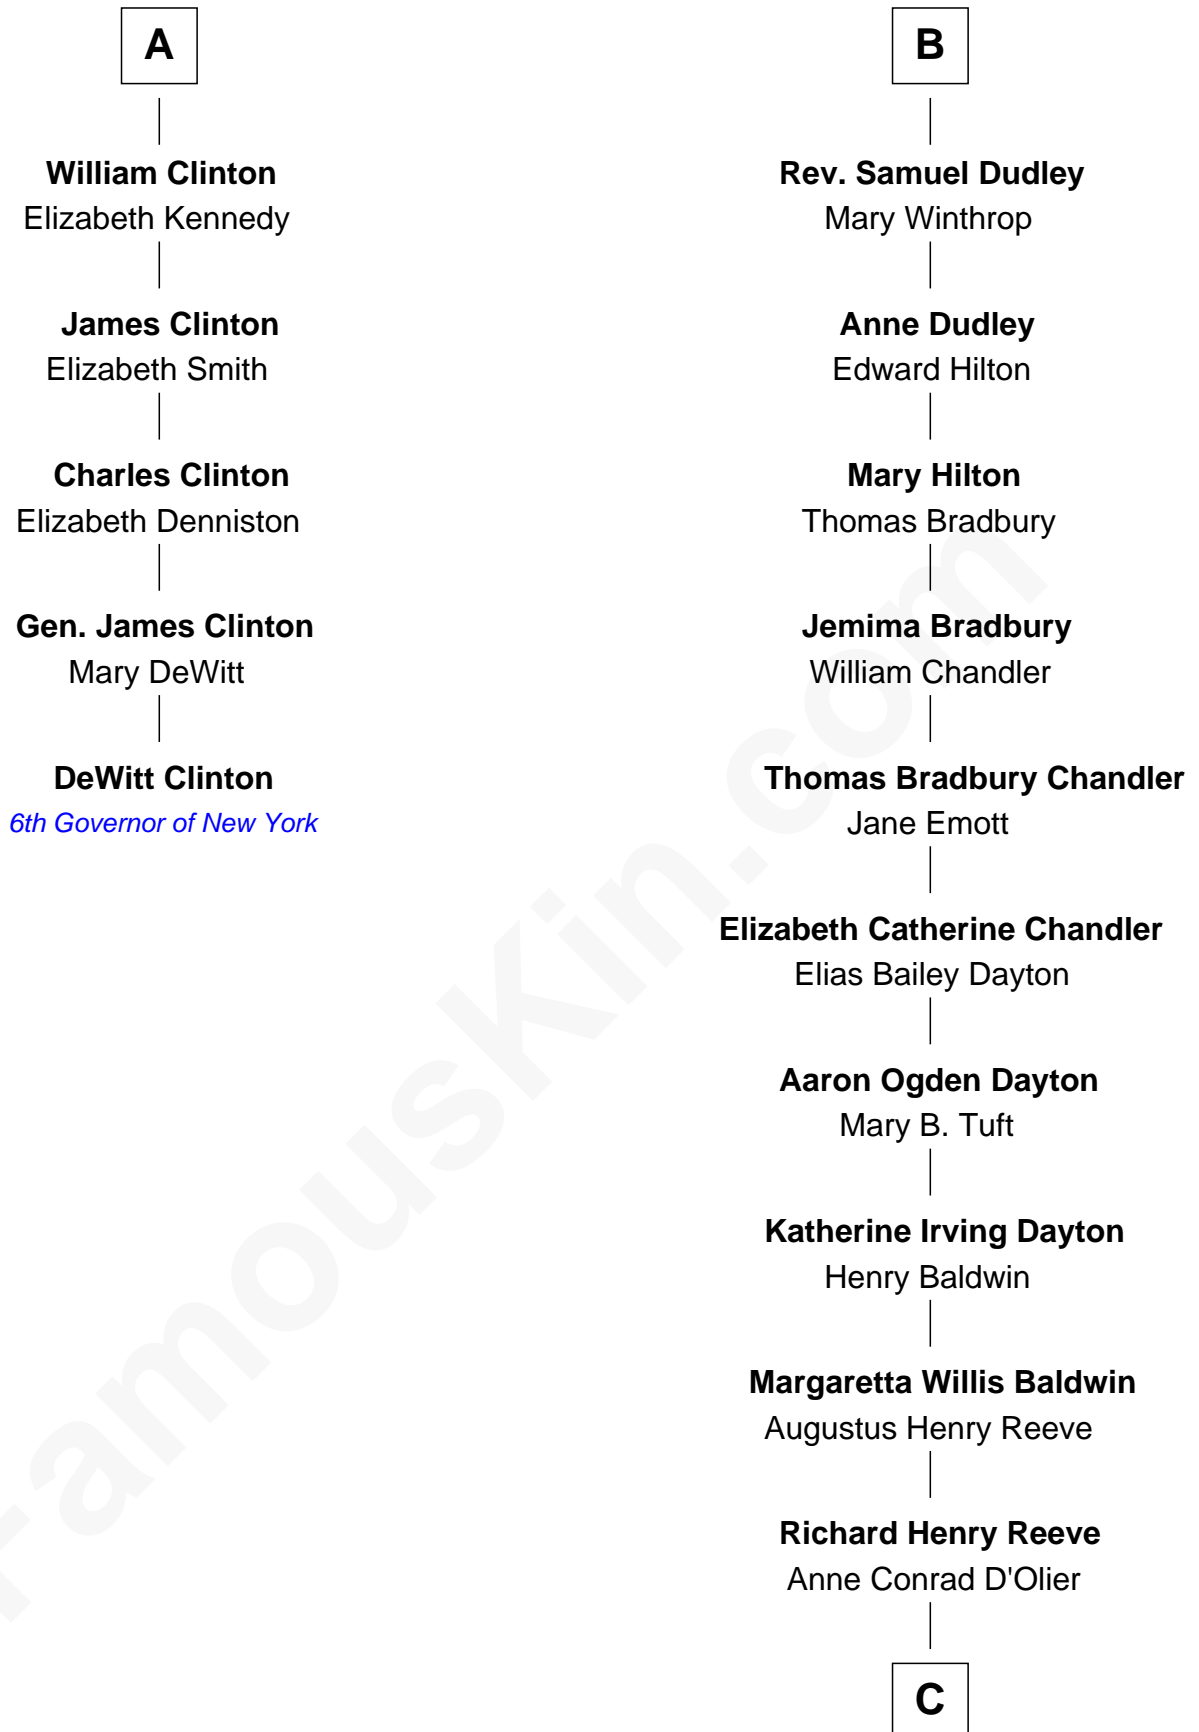 A
William Clinton
Elizabeth Kennedy
James Clinton
Elizabeth Smith
Charles Clinton
Elizabeth Denniston
Gen. James Clinton
Mary DeWitt
DeWitt Clinton
6th Governor of New York
B
Rev. Samuel Dudley
Mary Winthrop
Anne Dudley
Edward Hilton
Mary Hilton
Thomas Bradbury
Jemima Bradbury
William Chandler
Thomas Bradbury Chandler
Jane Emott
Elizabeth Catherine Chandler
Elias Bailey Dayton
Aaron Ogden Dayton
Mary B. Tuft
Katherine Irving Dayton
Henry Baldwin
Margaretta Willis Baldwin
Augustus Henry Reeve
Richard Henry Reeve
Anne Conrad D'Olier
C
FamousKin.com